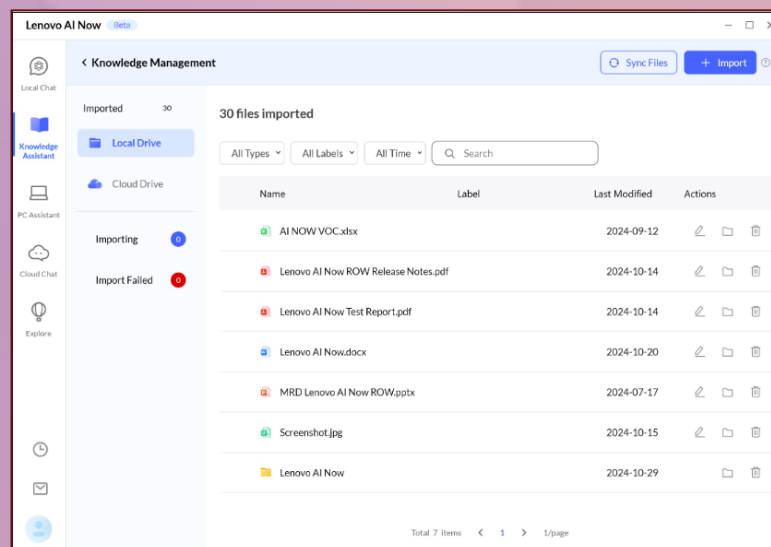 Lenovo AI Now Beta
Local Chat
Knowledge Assistant
PC Assistant
Cloud Chat
Explore
Knowledge Management
Sync Files
Import
Imported 30
Local Drive
Cloud Drive
Importing 0
Import Failed 0
30 files imported
All Types All Labels All Time Search
Name Label Last Modified Actions
AI NOW VOC.xlsx 2024-09-12
Lenovo AI Now ROW Release Notes.pdf 2024-10-14
Lenovo AI Now Test Report.pdf 2024-10-14
Lenovo AI Now.docx 2024-10-20
MRD Lenovo AI Now ROW.pptx 2024-07-17
Screenshot.jpg 2024-10-15
Lenovo AI Now 2024-10-29
Total 7 items 1 1/page